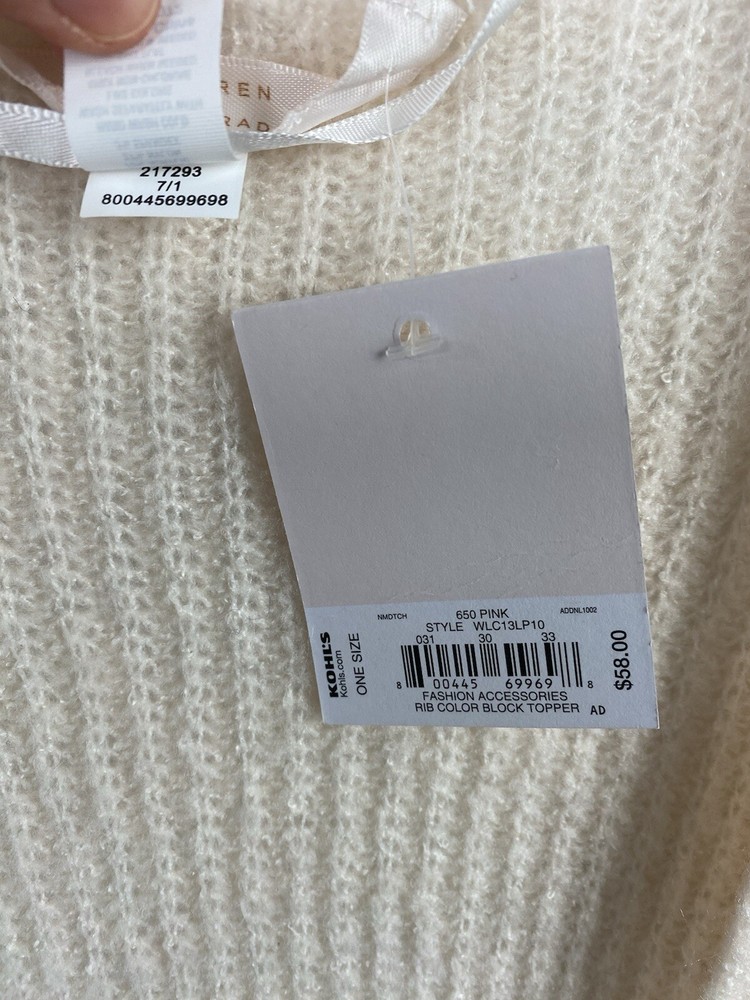 REN
RAD
217293
7/1
800445699698
NMDTCH 650 PINK ADDNL1002
STYLE WLC13LP10
031 30 33
8 00445 69969 8
FASHION ACCESSORIES
RIB COLOR BLOCK TOPPER AD
KOHL'S
Kohls.com
ONE SIZE
$58.00